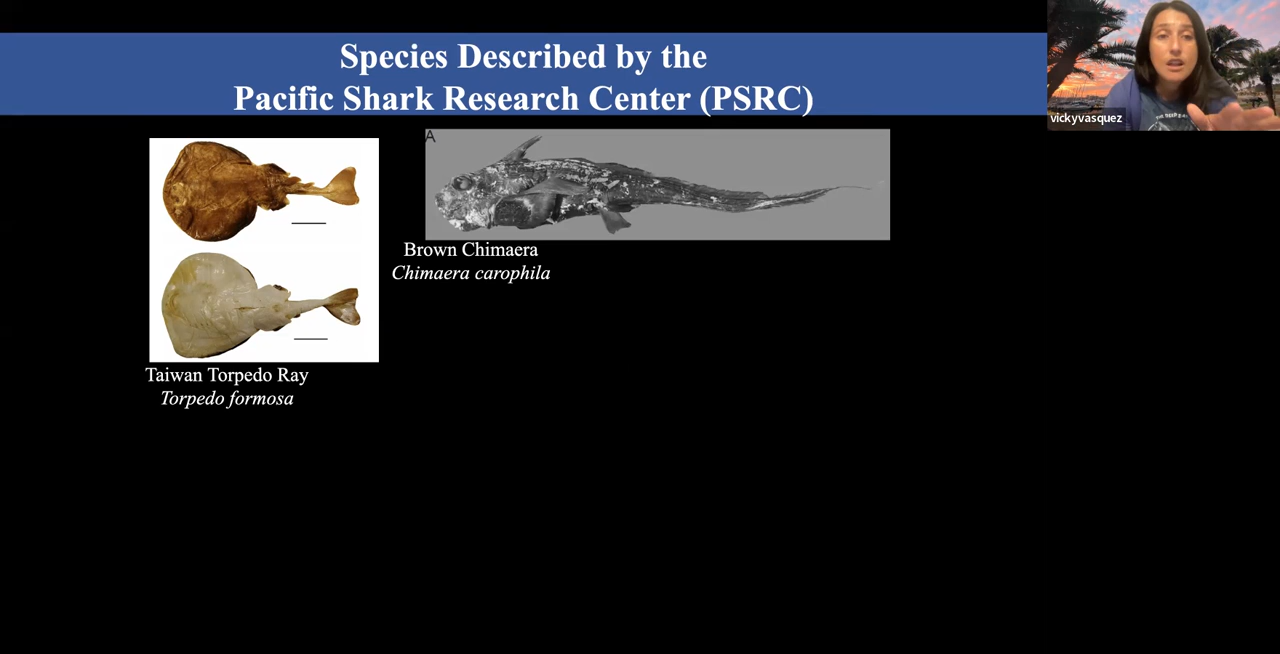 Species Described by the
Pacific Shark Research Center (PSRC)
vickyvasquez
A
Brown Chimaera
Chimaera carophila
Taiwan Torpedo Ray
Torpedo formosa